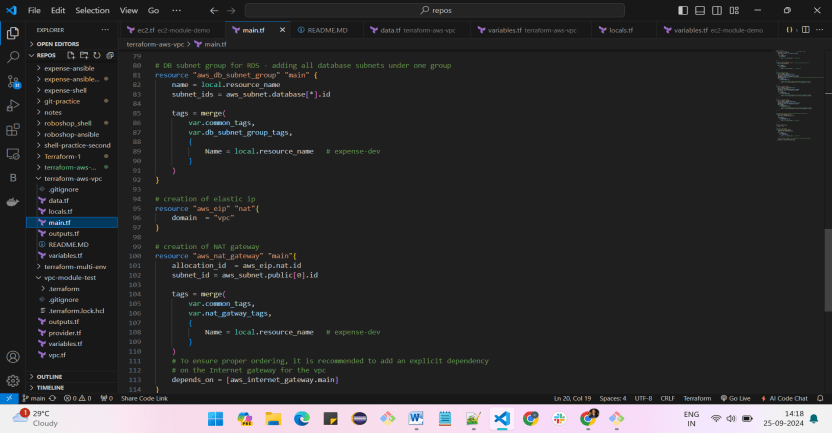 File Edit Selection View Go ... repos
EXPLORER ...
OPEN EDITORS
REPOS
expense-ansible
expense-ansible...
expense-shell
git-practice
notes
roboshop_shell
roboshop-ansible
shell-practice-second
Terraform-1
terraform-aws-...
terraform-aws-vpc
.gitignore
data.tf
locals.tf
main.tf
outputs.tf
README.MD
variables.tf
terraform-multi-env
vpc-module-test
.terraform
.gitignore
.terraform.lock.hcl
outputs.tf
provider.tf
variables.tf
vpc.tf
OUTLINE
TIMELINE
ec2.tf ec2-module-demo main.tf README.MD data.tf terraform-aws-vpc variables.tf terraform-aws-vpc locals.tf variables.tf ec2-module-demo
terraform-aws-vpc > main.tf
79
80 # DB subnet group for RDS - adding all database subnets under one group
81 resource "aws_db_subnet_group" "main" {
82 name = local.resource_name
83 subnet_ids = aws_subnet.database[*].id
84
85 tags = merge(
86 var.common_tags,
87 var.db_subnet_group_tags,
88 {
89 Name = local.resource_name # expense-dev
90 }
91 )
92 }
93
94 # creation of elastic ip
95 resource "aws_eip" "nat"{
96 domain = "vpc"
97 }
98
99 # creation of NAT gateway
100 resource "aws_nat_gateway" "main"{
101 allocation_id = aws_eip.nat.id
102 subnet_id = aws_subnet.public[0].id
103
104 tags = merge(
105 var.common_tags,
106 var.nat_gatway_tags,
107 {
108 Name = local.resource_name # expense-dev
109 }
110 )
111 # To ensure proper ordering, it is recommended to add an explicit dependency
112 # on the Internet gateway for the vpc
113 depends_on = [aws_internet_gateway.main]
114 }
main 0 0 0 Share Code Link Ln 20, Col 19 Spaces: 4 UTF-8 CRLF Terraform Go Live AI Code Chat
29°C
Cloudy
ENG
IN
14:18
25-09-2024